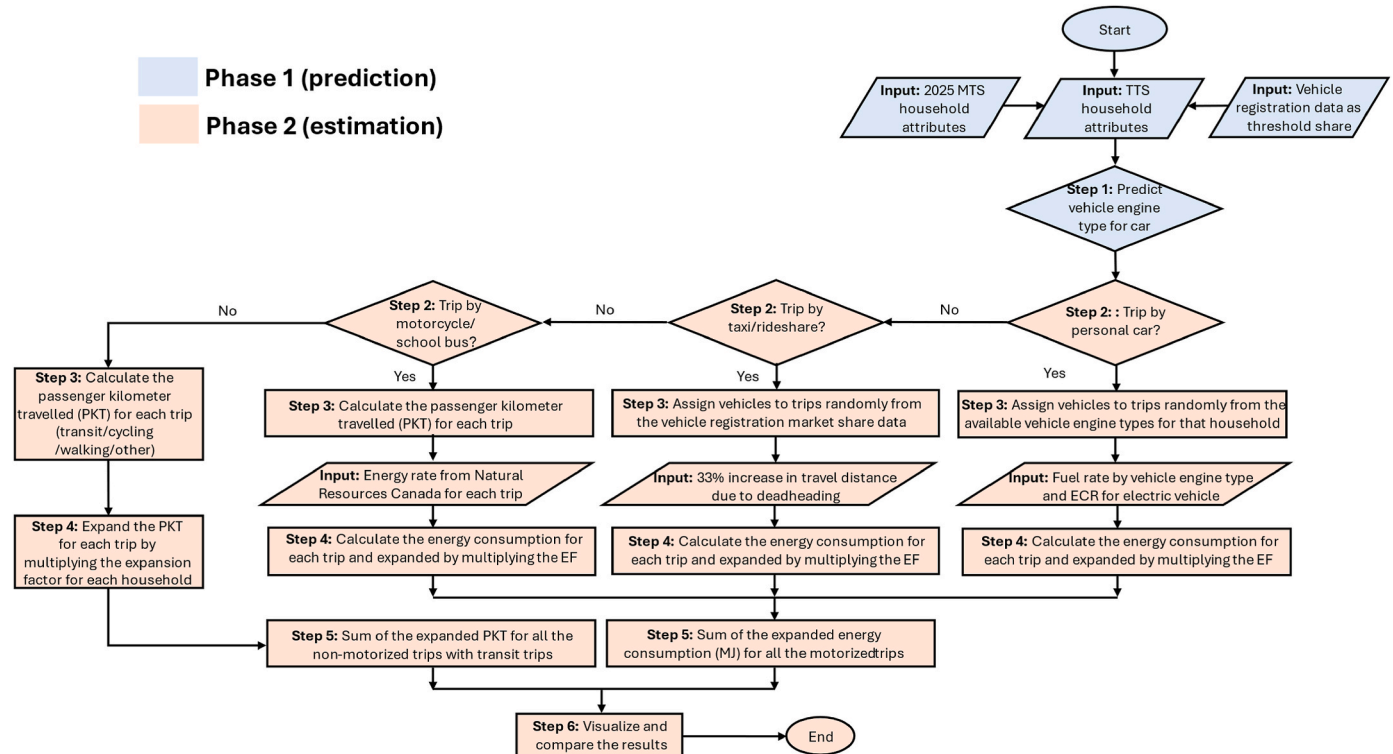 Start
Phase 1 (prediction)
Phase 2 (estimation)
Input: 2025 MTS
household
attributes
Input: TTS
household
attributes
Input: Vehicle
registration data as
threshold share
Step 1: Predict
vehicle engine
type for car
Step 2: : Trip by
personal car?
No
Step 2: Trip by
taxi/rideshare?
No
Step 2: Trip by
motorcycle/
school bus?
No
Yes
Yes
Yes
Step 3: Calculate the
passenger kilometer
travelled (PKT) for each trip
(transit/cycling
/walking/other)
Step 3: Calculate the passenger kilometer
travelled (PKT) for each trip
Step 3: Assign vehicles to trips randomly from
the vehicle registration market share data
Step 3: Assign vehicles to trips randomly from the
available vehicle engine types for that household
Input: Energy rate from Natural
Resources Canada for each trip
Input: 33% increase in travel distance
due to deadheading
Input: Fuel rate by vehicle engine type
and ECR for electric vehicle
Step 4: Expand the PKT
for each trip by
multiplying the expansion
factor for each household
Step 4: Calculate the energy consumption for
each trip and expanded by multiplying the EF
Step 4: Calculate the energy consumption for
each trip and expanded by multiplying the EF
Step 4: Calculate the energy consumption for
each trip and expanded by multiplying the EF
Step 5: Sum of the expanded PKT for all the
non-motorized trips with transit trips
Step 5: Sum of the expanded energy
consumption (MJ) for all the motorizedtrips
Step 6: Visualize and
compare the results
End